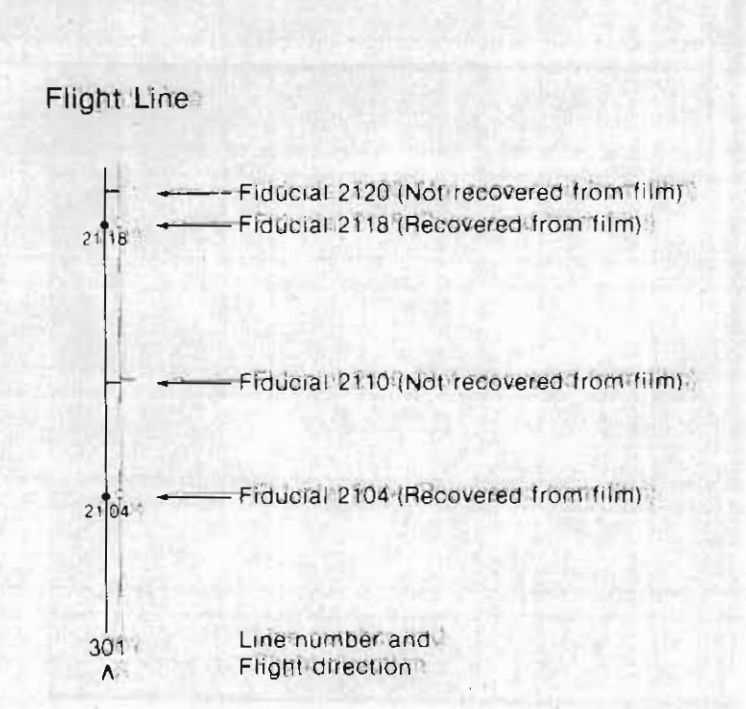 Flight Line
Fiducial 2120 (Not recovered from film)
Fiducial 2118 (Recovered from film)
2118
Fiducial 2110 (Not recovered from film)
Fiducial 2104 (Recovered from film)
2104
301 Line number and
Λ Flight direction